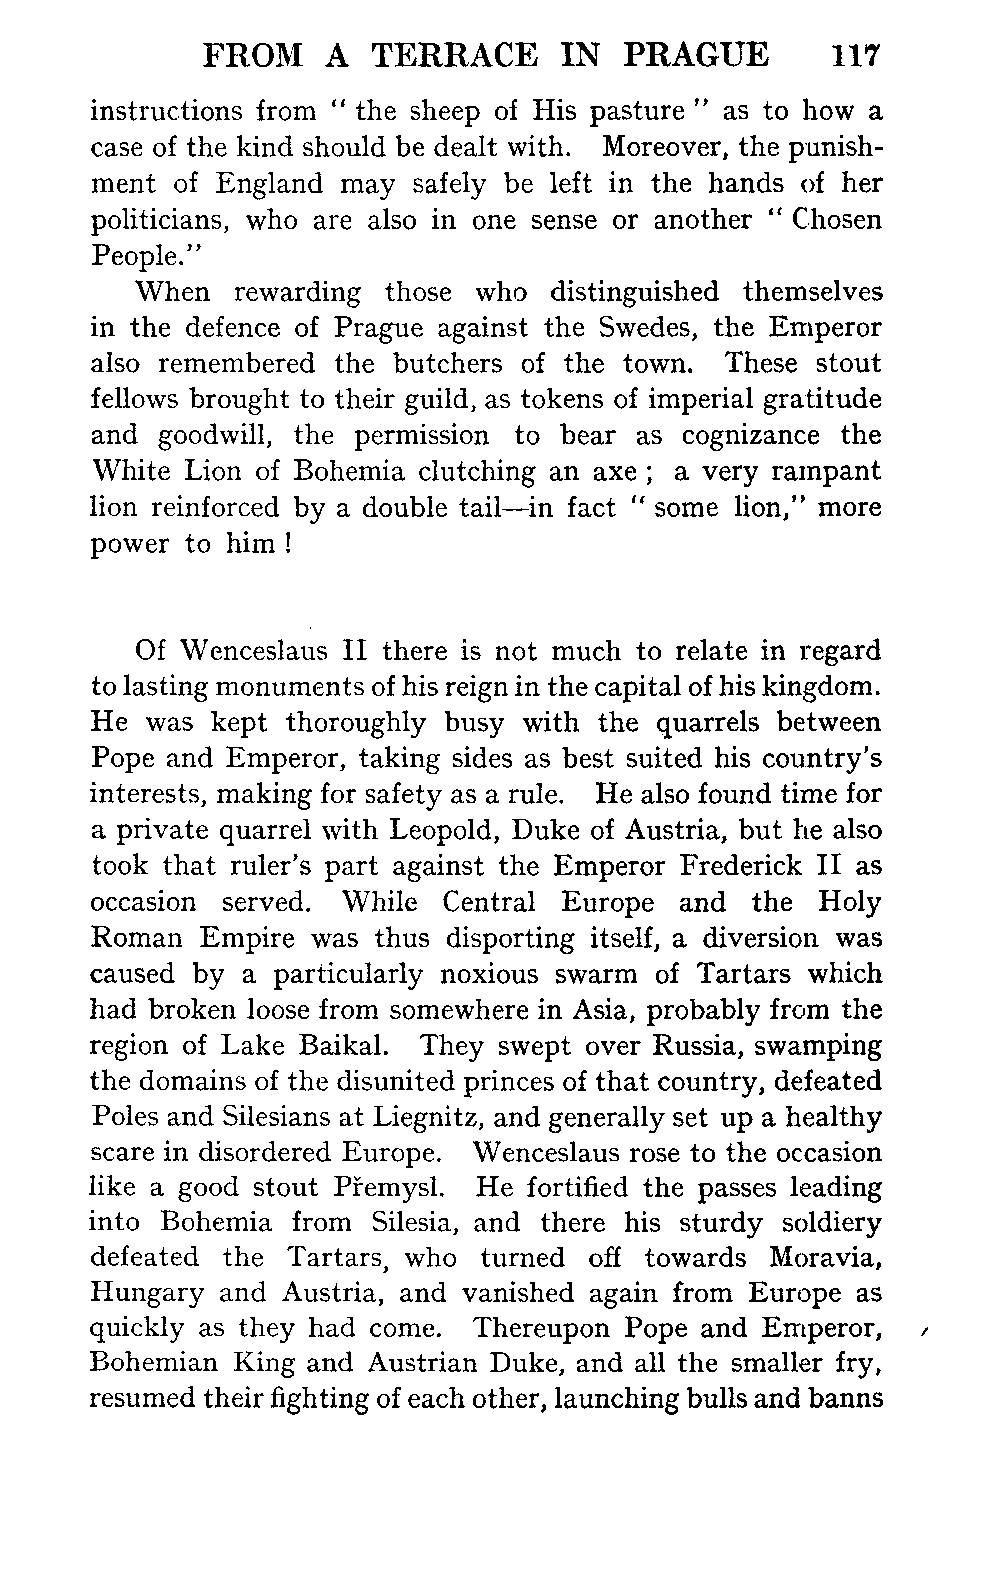 FROM A TERRACE IN PRAGUE 117
instructions from " the sheep of His pasture " as to how a
case of the kind should be dealt with. Moreover, the punish-
ment of England may safely be left in the hands of her
politicians, who are also in one sense or another " Chosen
People."
When rewarding those who distinguished themselves
in the defence of Prague against the Swedes, the Emperor
also remembered the butchers of the town. These stout
fellows brought to their guild, as tokens of imperial gratitude
and goodwill, the permission to bear as cognizance the
White Lion of Bohemia clutching an axe ; a very rampant
lion reinforced by a double tail—in fact " some lion," more
power to him !
Of Wenceslaus II there is not much to relate in regard
to lasting monuments of his reign in the capital of his kingdom.
He was kept thoroughly busy with the quarrels between
Pope and Emperor, taking sides as best suited his country's
interests, making for safety as a rule. He also found time for
a private quarrel with Leopold, Duke of Austria, but he also
took that ruler's part against the Emperor Frederick II as
occasion served. While Central Europe and the Holy
Roman Empire was thus disporting itself, a diversion was
caused by a particularly noxious swarm of Tartars which
had broken loose from somewhere in Asia, probably from the
region of Lake Baikal. They swept over Russia, swamping
the domains of the disunited princes of that country, defeated
Poles and Silesians at Liegnitz, and generally set up a healthy
scare in disordered Europe. Wenceslaus rose to the occasion
like a good stout Přemysl. He fortified the passes leading
into Bohemia from Silesia, and there his sturdy soldiery
defeated the Tartars, who turned off towards Moravia,
Hungary and Austria, and vanished again from Europe as
quickly as they had come. Thereupon Pope and Emperor,
Bohemian King and Austrian Duke, and all the smaller fry,
resumed their fighting of each other, launching bulls and banns